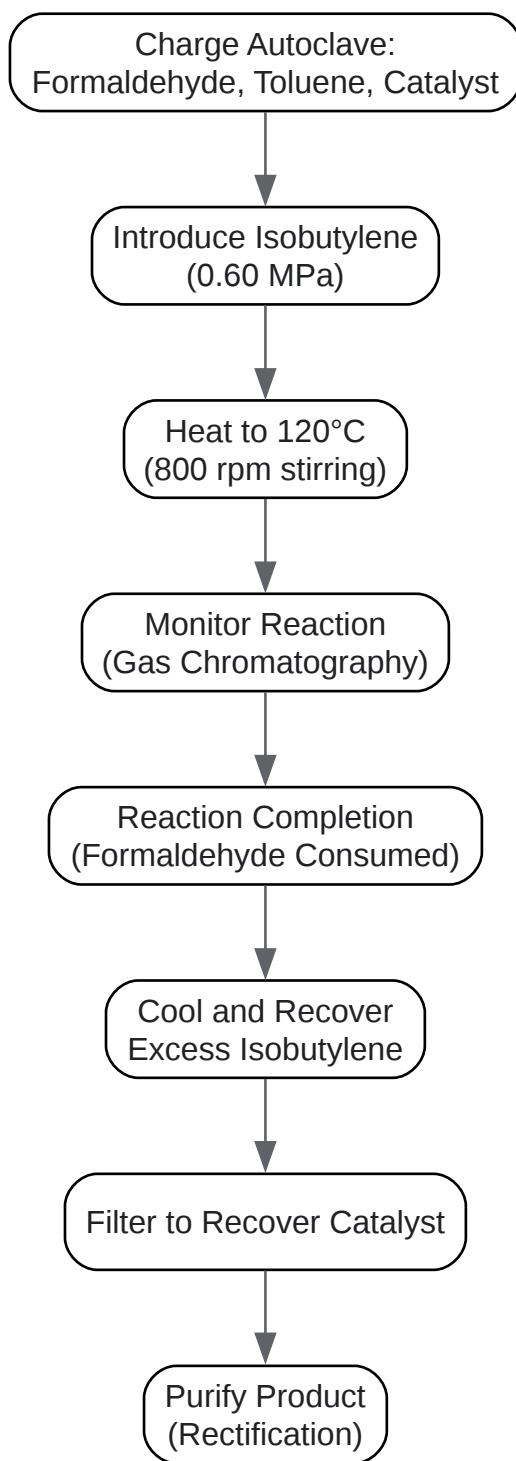 Charge Autoclave:
Formaldehyde, Toluene, Catalyst
Introduce Isobutylene
(0.60 MPa)
Heat to 120°C
(800 rpm stirring)
Monitor Reaction
(Gas Chromatography)
Reaction Completion
(Formaldehyde Consumed)
Cool and Recover
Excess Isobutylene
Filter to Recover Catalyst
Purify Product
(Rectification)